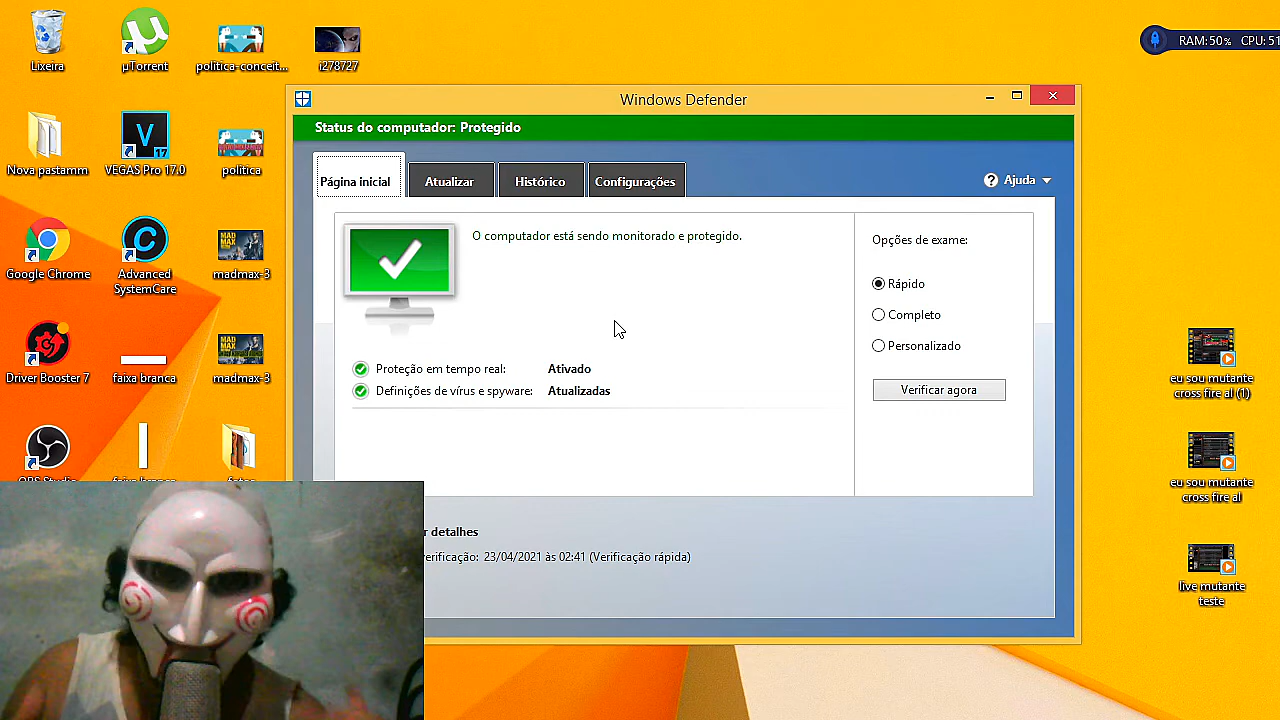 Lixeira
µTorrent
politica-conceit...
i278727
RAM:50% CPU:51
Windows Defender
Status do computador: Protegido
Nova pastamm
VEGAS Pro 17.0
politica
Página inicial
Atualizar
Histórico
Configurações
Ajuda
O computador está sendo monitorado e protegido.
Opções de exame:
Rápido
Completo
Personalizado
Verificar agora
Google Chrome
Advanced
SystemCare
madmax-3
Proteção em tempo real: Ativado
Definições de vírus e spyware: Atualizadas
Driver Booster 7
faixa branca
madmax-3
eu sou mutante
cross fire al (1)
eu sou mutante
cross fire al
live mutante
teste
r detalhes
verificação: 23/04/2021 às 02:41 (Verificação rápida)